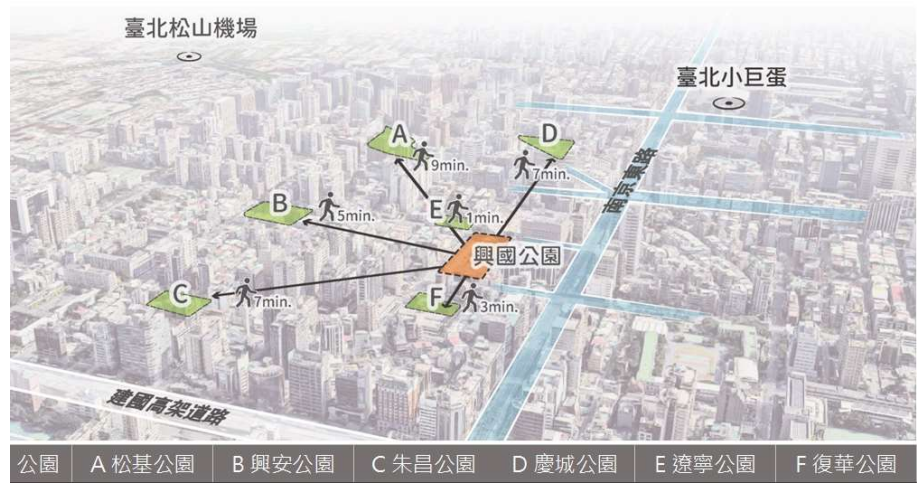 臺北松山機場
臺北小巨蛋
A
9min.
D
7min.
南京東路
B
5min.
E
1min.
興國公園
C
7min.
F
3min.
建國高架道路
公園 A 松基公園 B 興安公園 C 朱昌公園 D 慶城公園 E 遼寧公園 F 復華公園